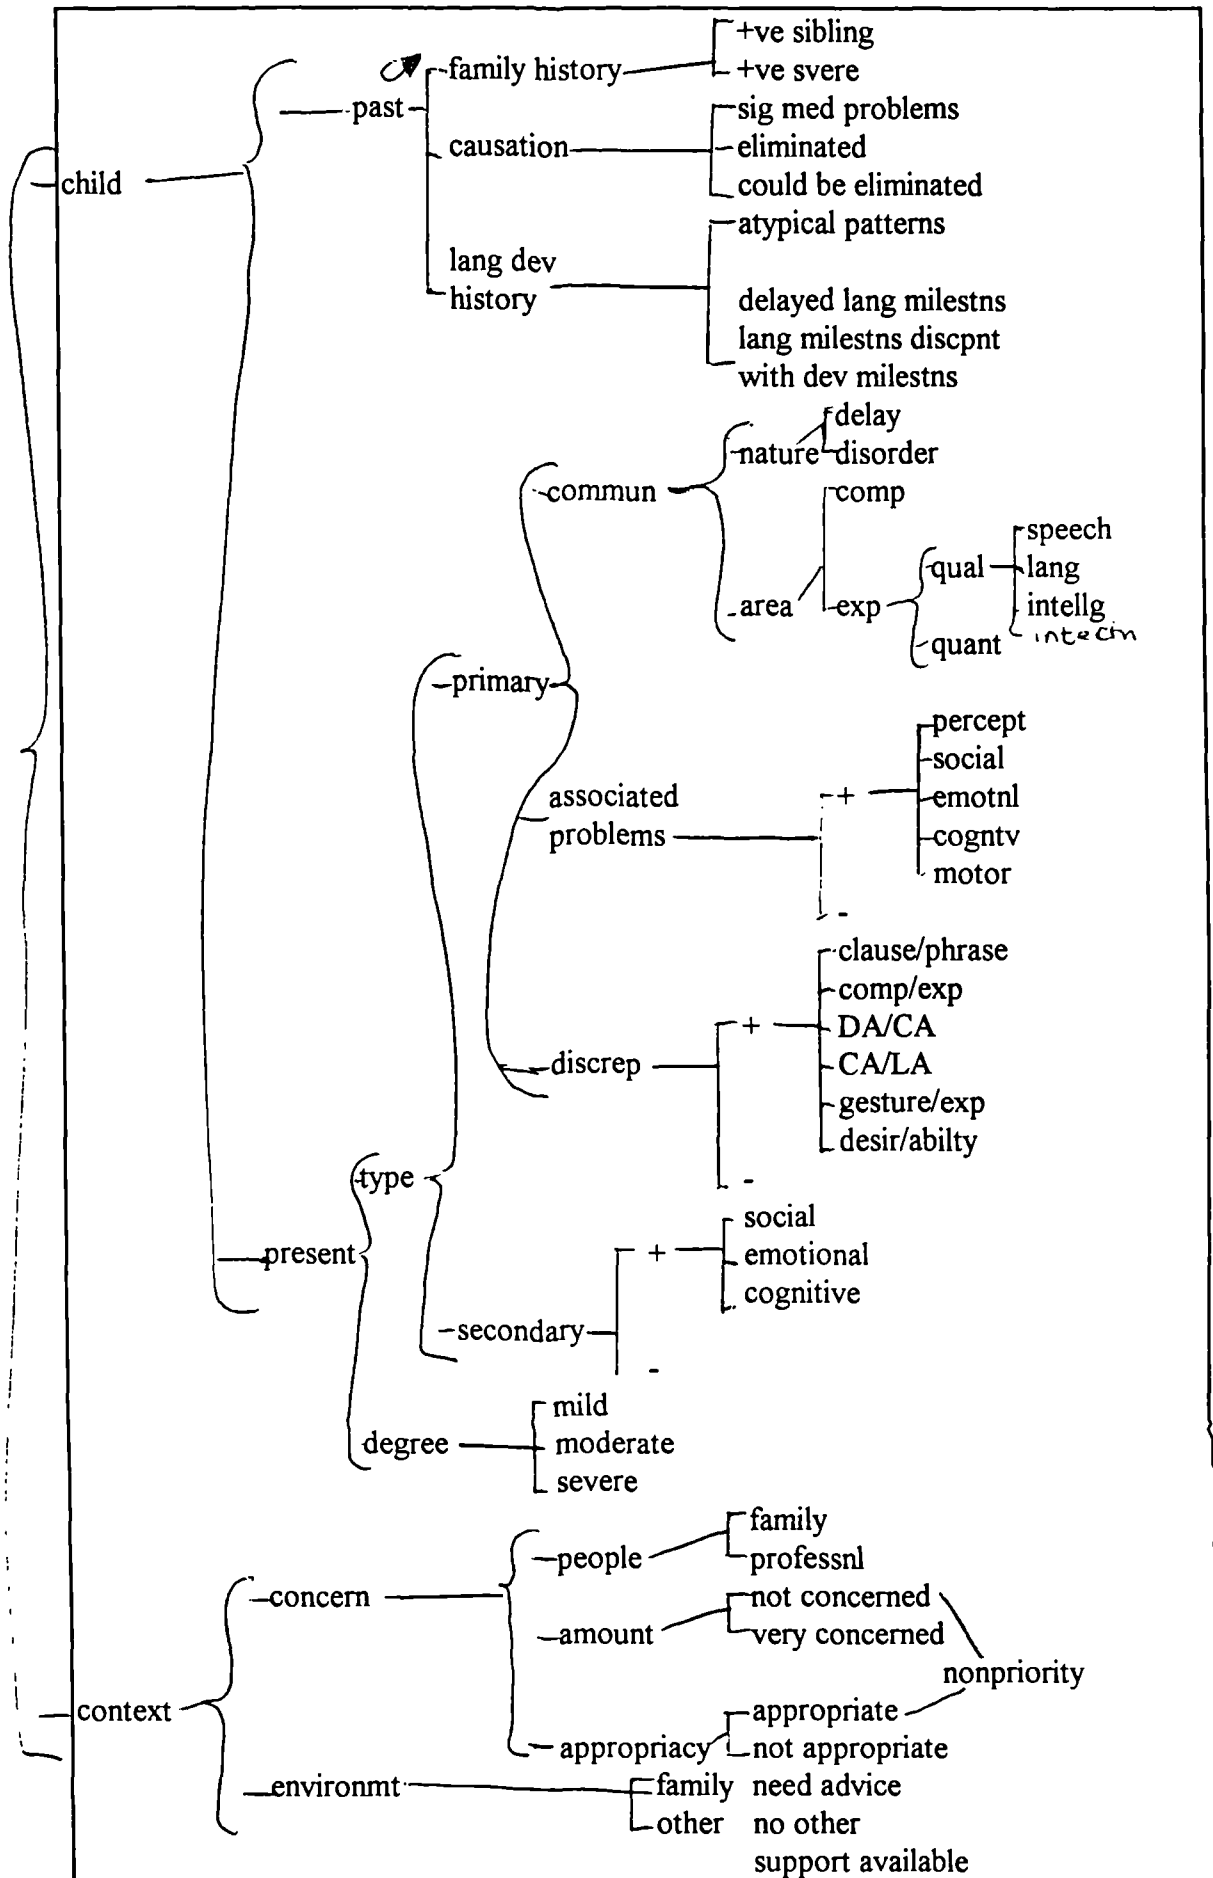 +ve sibling
family history +ve svere
past sig med problems
causation eliminated
child could be eliminated
atypical patterns
lang dev
history delayed lang milestns
lang milestns discpnt
with dev milestns
delay
nature disorder
commun comp
speech
qual lang
area exp intellg
quant intectn
primary
percept
social
associated + emotnl
problems cogntv
motor
-
clause/phrase
comp/exp
+ DA/CA
discrep CA/LA
gesture/exp
desir/abilty
type -
social
present + emotional
cognitive
secondary
-
mild
degree moderate
severe
family
people professnl
concern not concerned
amount very concerned
nonpriority
context appropriate
appropriacy not appropriate
environmt family need advice
other no other
support available